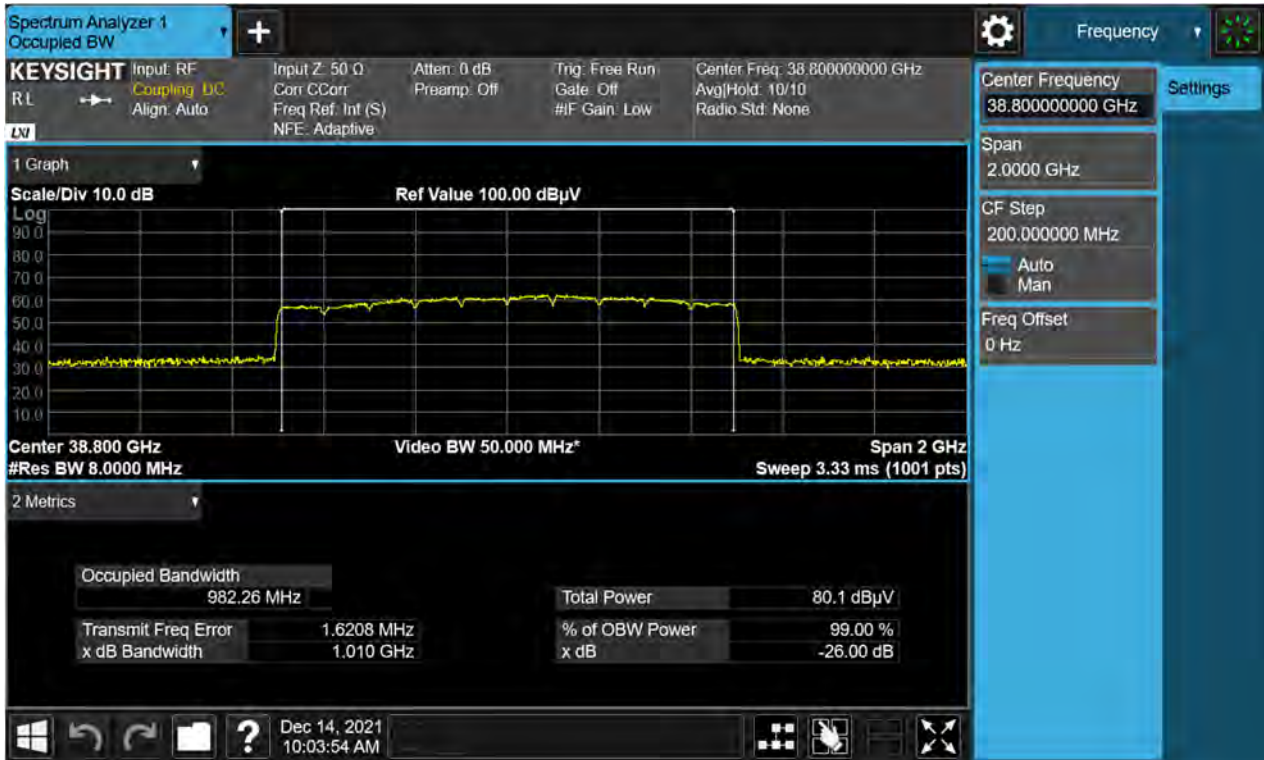 Spectrum Analyzer 1
Occupied BW
+
Frequency
KEYSIGHT
RL
LXI
Input: RF
Coupling: DC
Align: Auto
Input Z: 50 Ω
Corr CCorr
Freq Ref: Int (S)
NFE: Adaptive
Atten: 0 dB
Preamp: Off
Trig: Free Run
Gate: Off
#IF Gain: Low
Center Freq: 38.800000000 GHz
Avg|Hold: 10/10
Radio Std: None
Center Frequency
38.800000000 GHz
Settings
Span
2.0000 GHz
CF Step
200.000000 MHz
Auto
Man
Freq Offset
0 Hz
1 Graph
Scale/Div 10.0 dB
Ref Value 100.00 dBµV
Log
90.0
80.0
70.0
60.0
50.0
40.0
30.0
20.0
10.0
Center 38.800 GHz
Video BW 50.000 MHz*
Span 2 GHz
#Res BW 8.0000 MHz
Sweep 3.33 ms (1001 pts)
2 Metrics
Occupied Bandwidth
982.26 MHz
Total Power 80.1 dBµV
Transmit Freq Error 1.6208 MHz
% of OBW Power 99.00 %
x dB Bandwidth 1.010 GHz
x dB -26.00 dB
?
Dec 14, 2021
10:03:54 AM